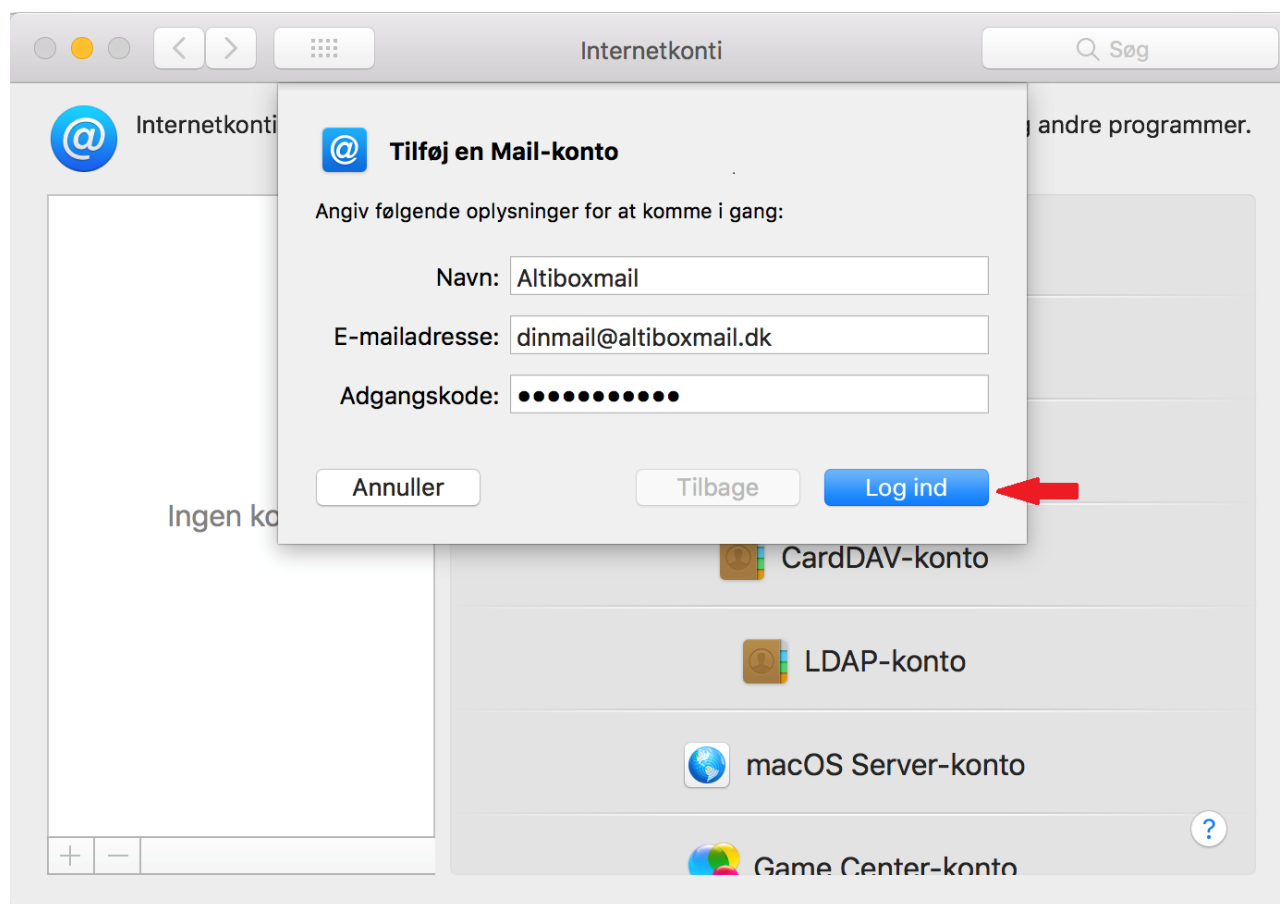 Internetkonti
Søg
Internetkonti
andre programmer.
Tilføj en Mail-konto
Angiv følgende oplysninger for at komme i gang:
Navn: Altiboxmail
E-mailadresse: dinmail@altiboxmail.dk
Adgangskode: •••••••••••
Annuller
Tilbage
Log ind
Ingen
CardDAV-konto
LDAP-konto
macOS Server-konto
?
Game Center-konto